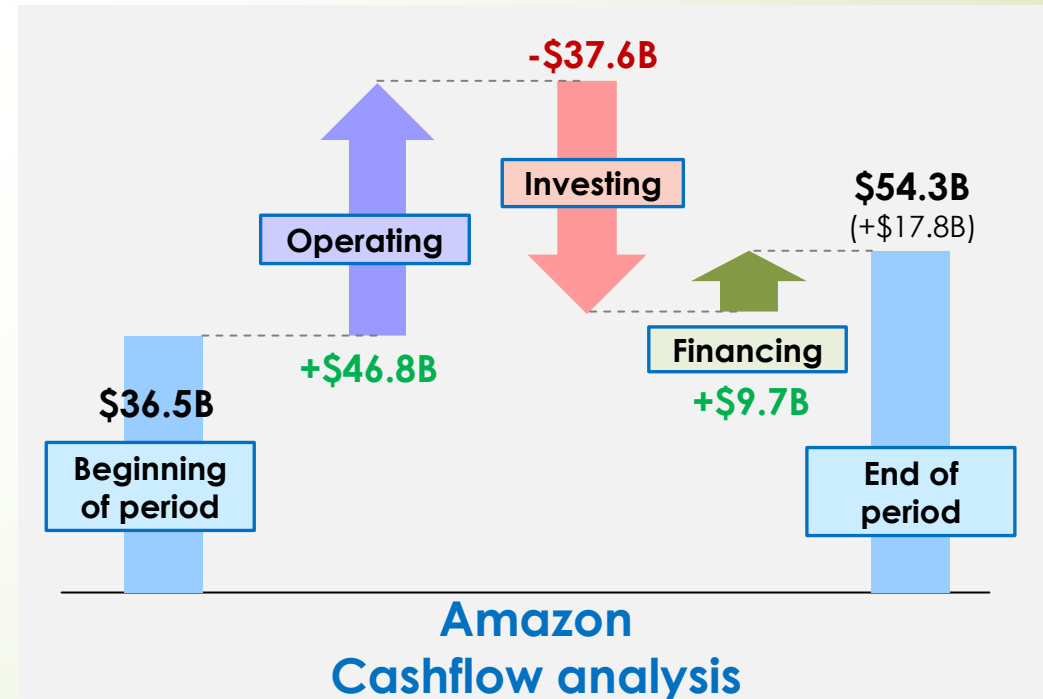 -$37.6B
Investing
$54.3B
(+$17.8B)
Operating
Financing
+$46.8B
+$9.7B
$36.5B
Beginning
of period
End of
period
Amazon
Cashflow analysis